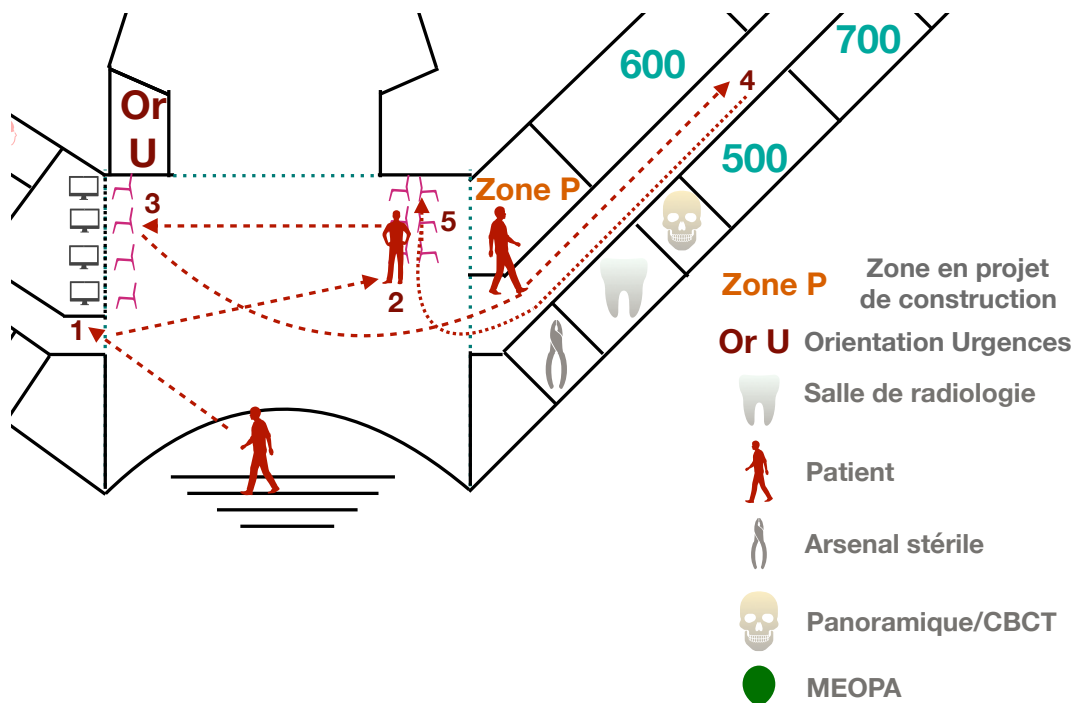 700
600
4
Or
U
500
Zone P
3
5
2
1
Zone P
Zone en projet
de construction
Or U
Orientation Urgences
Salle de radiologie
Patient
Arsenal stérile
Panoramique/CBCT
MEOPA